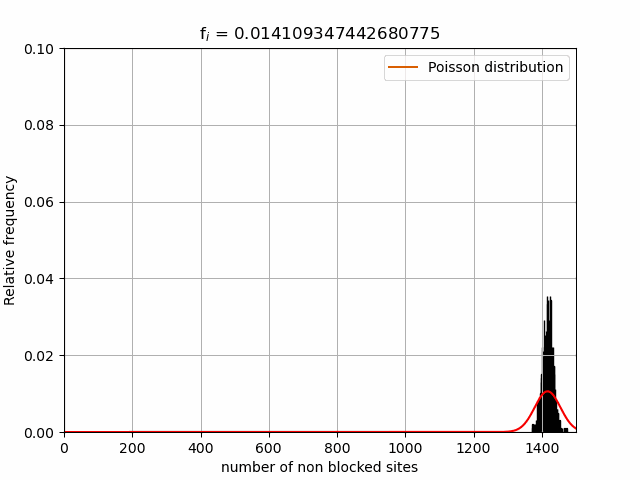 fᵢ = 0.014109347442680775
0.10
Poisson distribution
0.08
0.06
0.04
0.02
0.00
Relative frequency
0 200 400 600 800 1000 1200 1400
number of non blocked sites